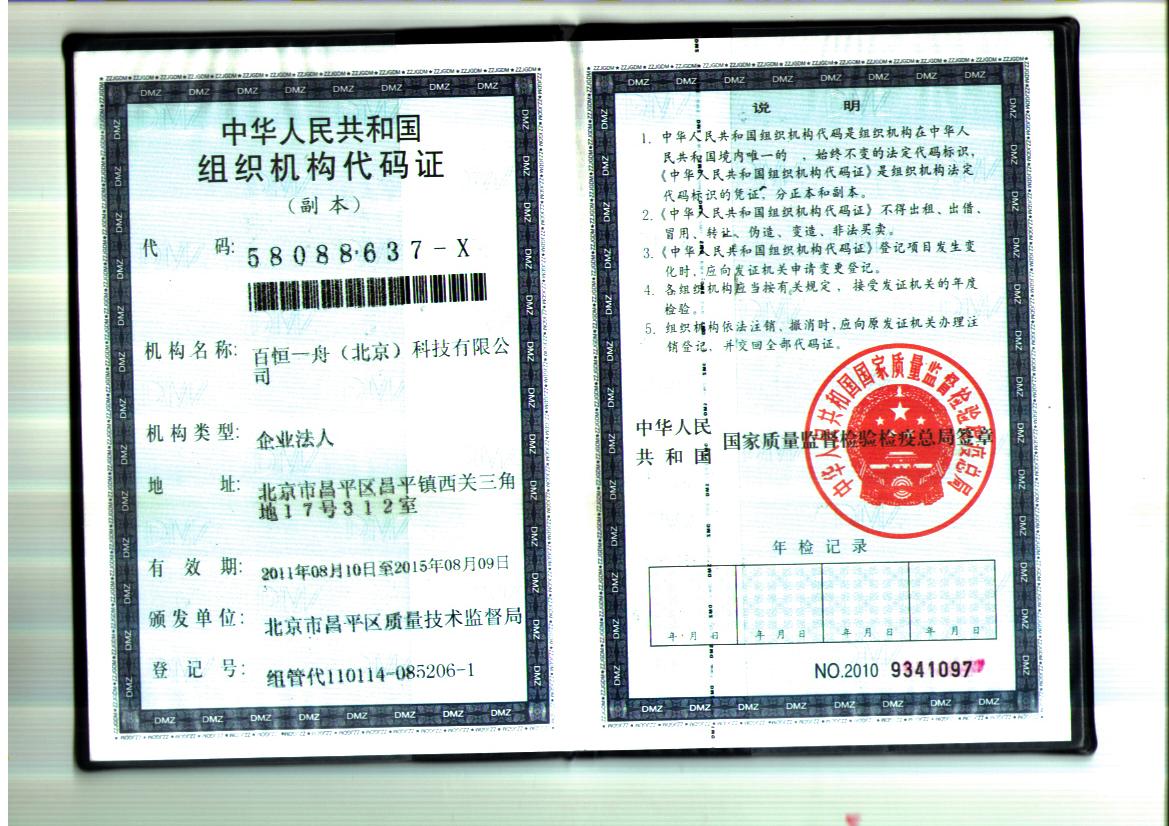 中华人民共和国
组织机构代码证
（副 本）
代 码: 58088637-X
机构名称: 百恒一舟（北京）科技有限公
司
机构类型: 企业法人
地 址: 北京市昌平区昌平镇西关三角
地17号312室
有 效 期: 2011年08月10日至2015年08月09日
颁发单位: 北京市昌平区质量技术监督局
登 记 号: 组管代110114-085206-1
说 明
1. 中华人民共和国组织机构代码是组织机构在中华人
民共和国境内唯一的 、始终不变的法定代码标识，
《中华人民共和国组织机构代码证》是组织机构法定
代码标识的凭证，分正本和副本。
2.《中华人民共和国组织机构代码证》不得出租、出借、
冒用、转让、伪造、变造、非法买卖。
3.《中华人民共和国组织机构代码证》登记项目发生变
化时，应向发证机关申请变更登记。
4. 各组织机构应当按有关规定，接受发证机关的年度
检验。
5. 组织机构依法注销、撤消时，应向原发证机关办理注
销登记，并交回全部代码证。
中华人民
共 和 国
国家质量监督检验检疫总局签章
中华人民共和国国家质量监督检验检疫总局
年 检 记 录
年 月 日 年 月 日 年 月 日 年 月 日
NO.2010 9341097